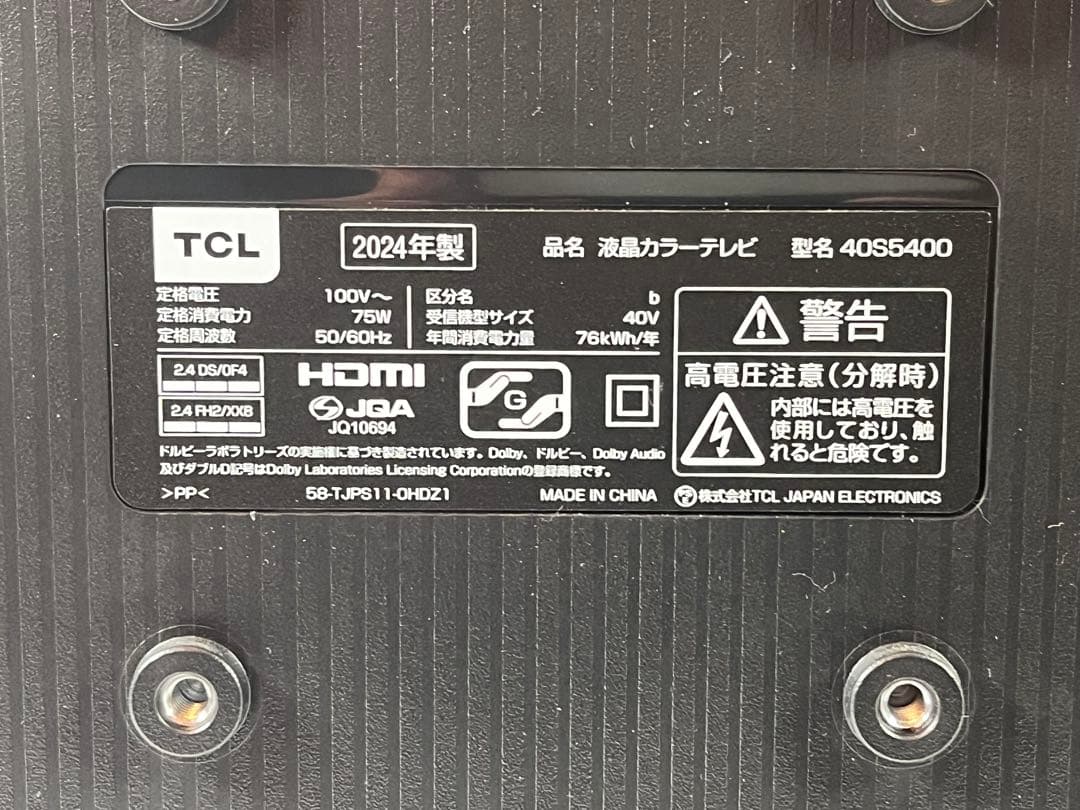 TCL
2024年製
品名 液晶カラーテレビ 型名 40S5400
定格電圧 100V～
定格消費電力 75W
定格周波数 50/60Hz
区分名 b
受信機型サイズ 40V
年間消費電力量 76kWh/年
2.4 DS/OF4
2.4 FH2/XX8
HDMI
JQA
JQ10694
G
警告
高電圧注意(分解時)
内部には高電圧を
使用しており、触
れると危険です。
ドルビーラボラトリーズの実施権に基づき製造されています。Dolby、ドルビー、Dolby Audio
及びダブルD記号はDolby Laboratories Licensing Corporationの登録商標です。
>PP< 58-TJPS11-0HDZ1 MADE IN CHINA 株式会社TCL JAPAN ELECTRONICS